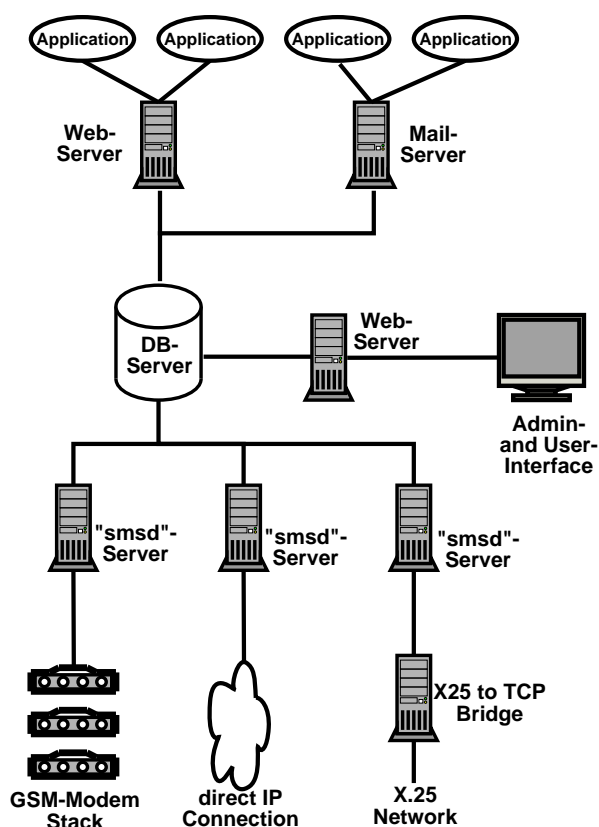 Application
Application
Application
Application
Web-
Server
Mail-
Server
DB-
Server
Web-
Server
Admin-
and User-
Interface
"smsd"-
Server
"smsd"-
Server
"smsd"-
Server
X25 to TCP
Bridge
GSM-Modem
Stack
direct IP
Connection
X.25
Network